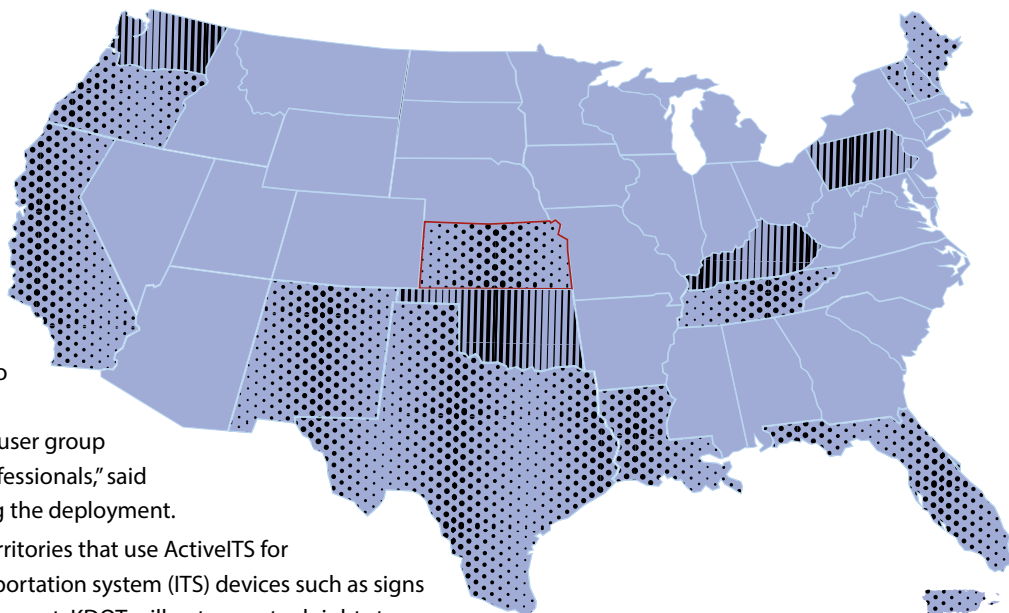 o
user group
fessionals,” said
g the deployment.
rritories that use ActiveITS for
portation system (ITS) devices such as signs